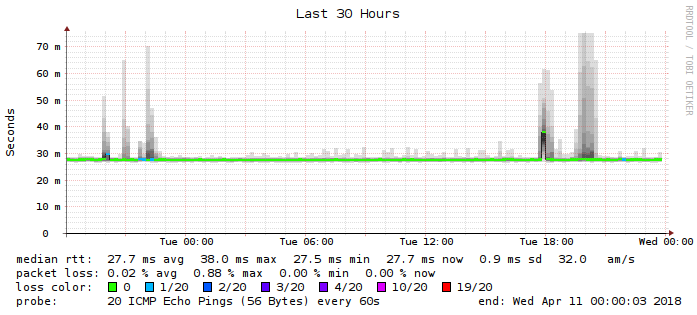 Last 30 Hours
RRDTOOL / TOBI OETIKER
Seconds
70 m
60 m
50 m
40 m
30 m
20 m
10 m
0
Tue 00:00 Tue 06:00 Tue 12:00 Tue 18:00 Wed 00:00
median rtt: 27.7 ms avg 38.0 ms max 27.5 ms min 27.7 ms now 0.9 ms sd 32.0 am/s
packet loss: 0.02 % avg 0.88 % max 0.00 % min 0.00 % now
loss color: 0 1/20 2/20 3/20 4/20 10/20 19/20
probe: 20 ICMP Echo Pings (56 Bytes) every 60s end: Wed Apr 11 00:00:03 2018